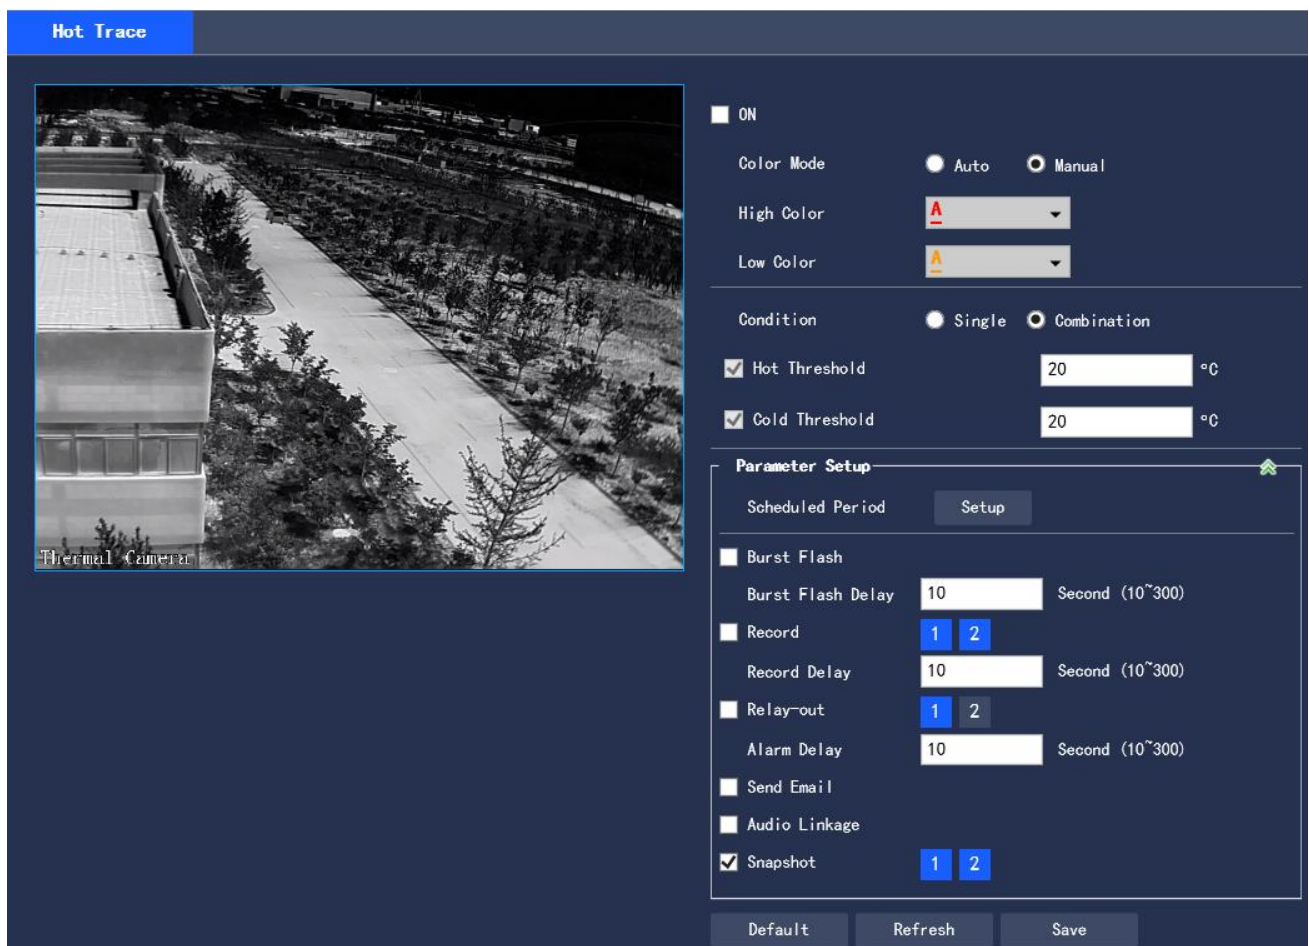 Hot Trace
Thermal Camera
ON
Color Mode Auto Manual
High Color A
Low Color A
Condition Single Combination
Hot Threshold 20 °C
Cold Threshold 20 °C
Parameter Setup
Scheduled Period Setup
Burst Flash
Burst Flash Delay 10 Second (10~300)
Record 1 2
Record Delay 10 Second (10~300)
Relay-out 1 2
Alarm Delay 10 Second (10~300)
Send Email
Audio Linkage
Snapshot 1 2
Default Refresh Save